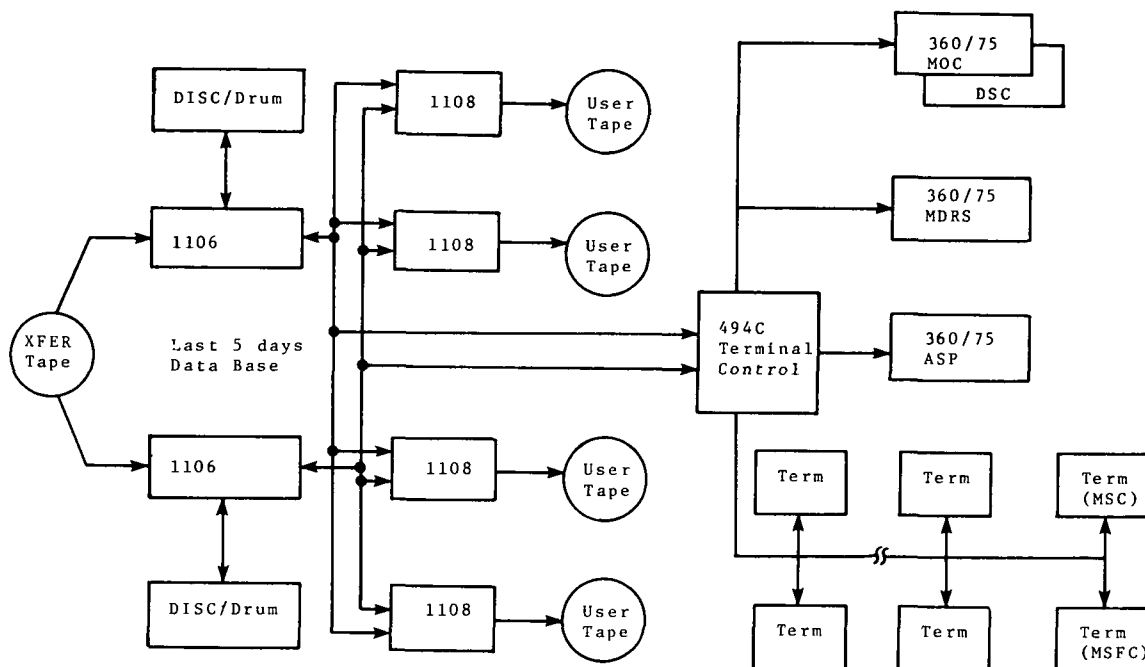 DISC/Drum
1106
XFER
Tape
Last 5 days
Data Base
1106
DISC/Drum
1108
User
Tape
1108
User
Tape
1108
User
Tape
1108
User
Tape
494C
Terminal
Control
360/75
MOC
DSC
360/75
MDRS
360/75
ASP
Term
Term
Term
(MSC)
Term
Term
Term
(MSFC)